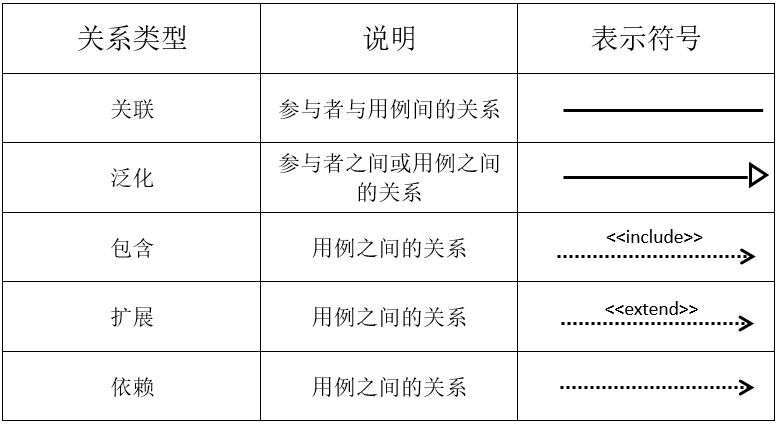 关系类型 说明 表示符号
关联 参与者与用例间的关系
泛化 参与者之间或用例之间
的关系
包含 用例之间的关系 <<include>>
扩展 用例之间的关系 <<extend>>
依赖 用例之间的关系